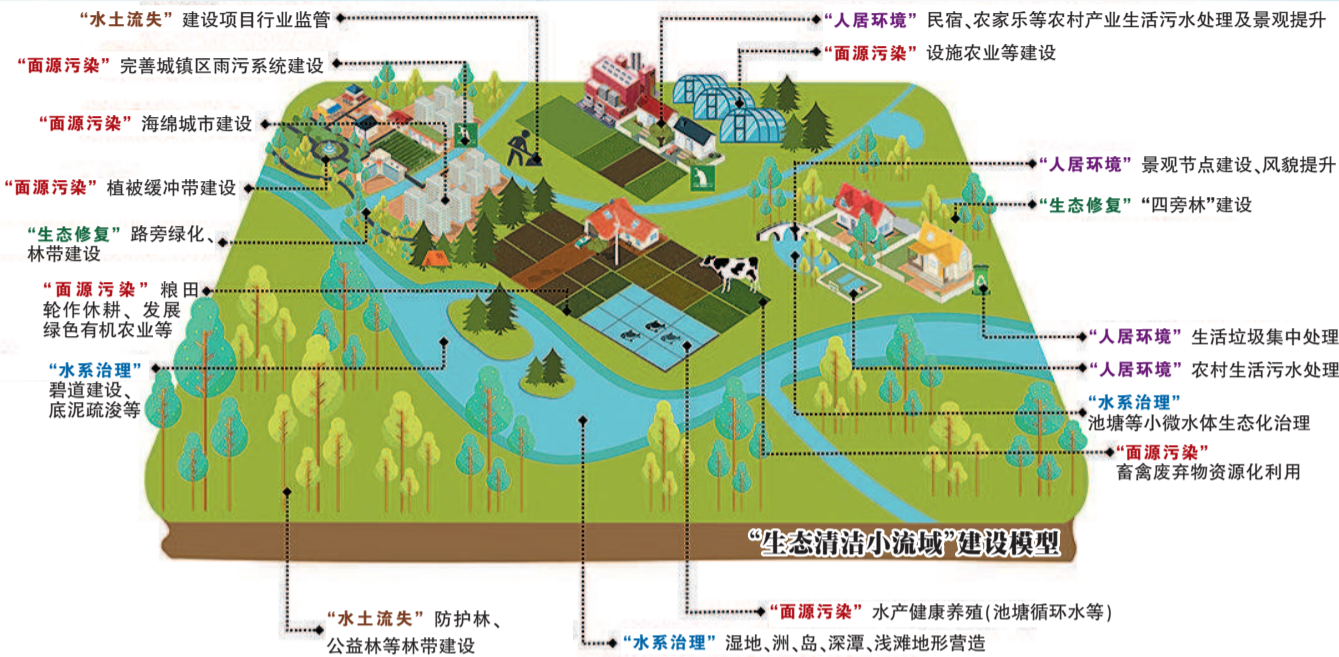 “水土流失” 建设项目行业监管
“面源污染” 完善城镇区雨污系统建设
“面源污染” 海绵城市建设
“面源污染” 植被缓冲带建设
“生态修复” 路旁绿化、
林带建设
“面源污染” 粮田
轮作休耕、发展
绿色有机农业等
“水系治理”
碧道建设、
底泥疏浚等
“水土流失” 防护林、
公益林等林带建设
“人居环境” 民宿、农家乐等农村产业生活污水处理及景观提升
“面源污染” 设施农业等建设
“人居环境” 景观节点建设、风貌提升
“生态修复” “四旁林”建设
“人居环境” 生活垃圾集中处理
“人居环境” 农村生活污水处理
“水系治理”
池塘等小微水体生态化治理
“面源污染”
畜禽废弃物资源化利用
“生态清洁小流域”建设模型
“面源污染” 水产健康养殖(池塘循环水等)
“水系治理” 湿地、洲、岛、深潭、浅滩地形营造